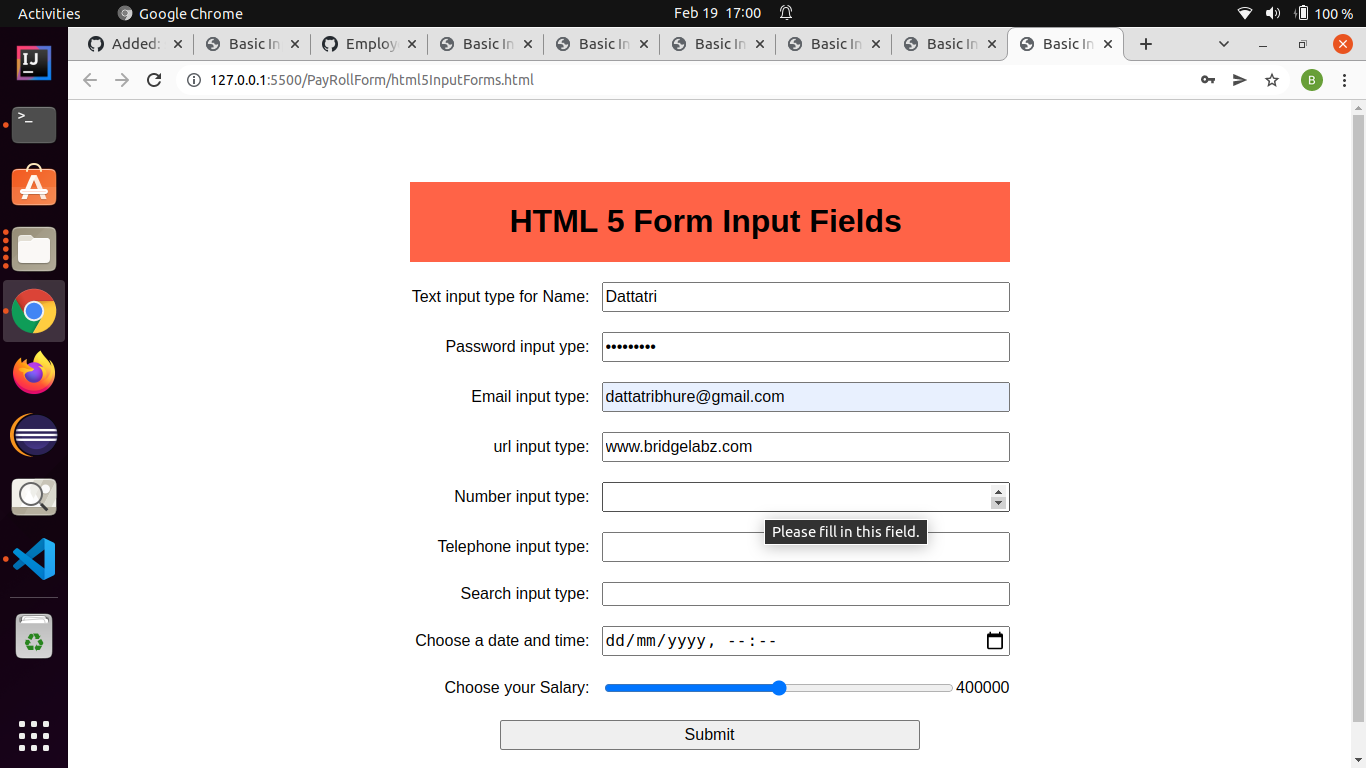 Activities Google Chrome Feb 19 17:00 100 %
Added: Basic In Employ Basic In Basic In Basic In Basic In Basic In Basic In
127.0.0.1:5500/PayRollForm/html5InputForms.html B
IJ
>_
HTML 5 Form Input Fields
Text input type for Name: Dattatri
Password input ype: •••••••••
Email input type: dattatribhure@gmail.com
url input type: www.bridgelabz.com
Number input type:
Please fill in this field.
Telephone input type:
Search input type:
Choose a date and time: dd/mm/yyyy, --:--
Choose your Salary: 400000
Submit